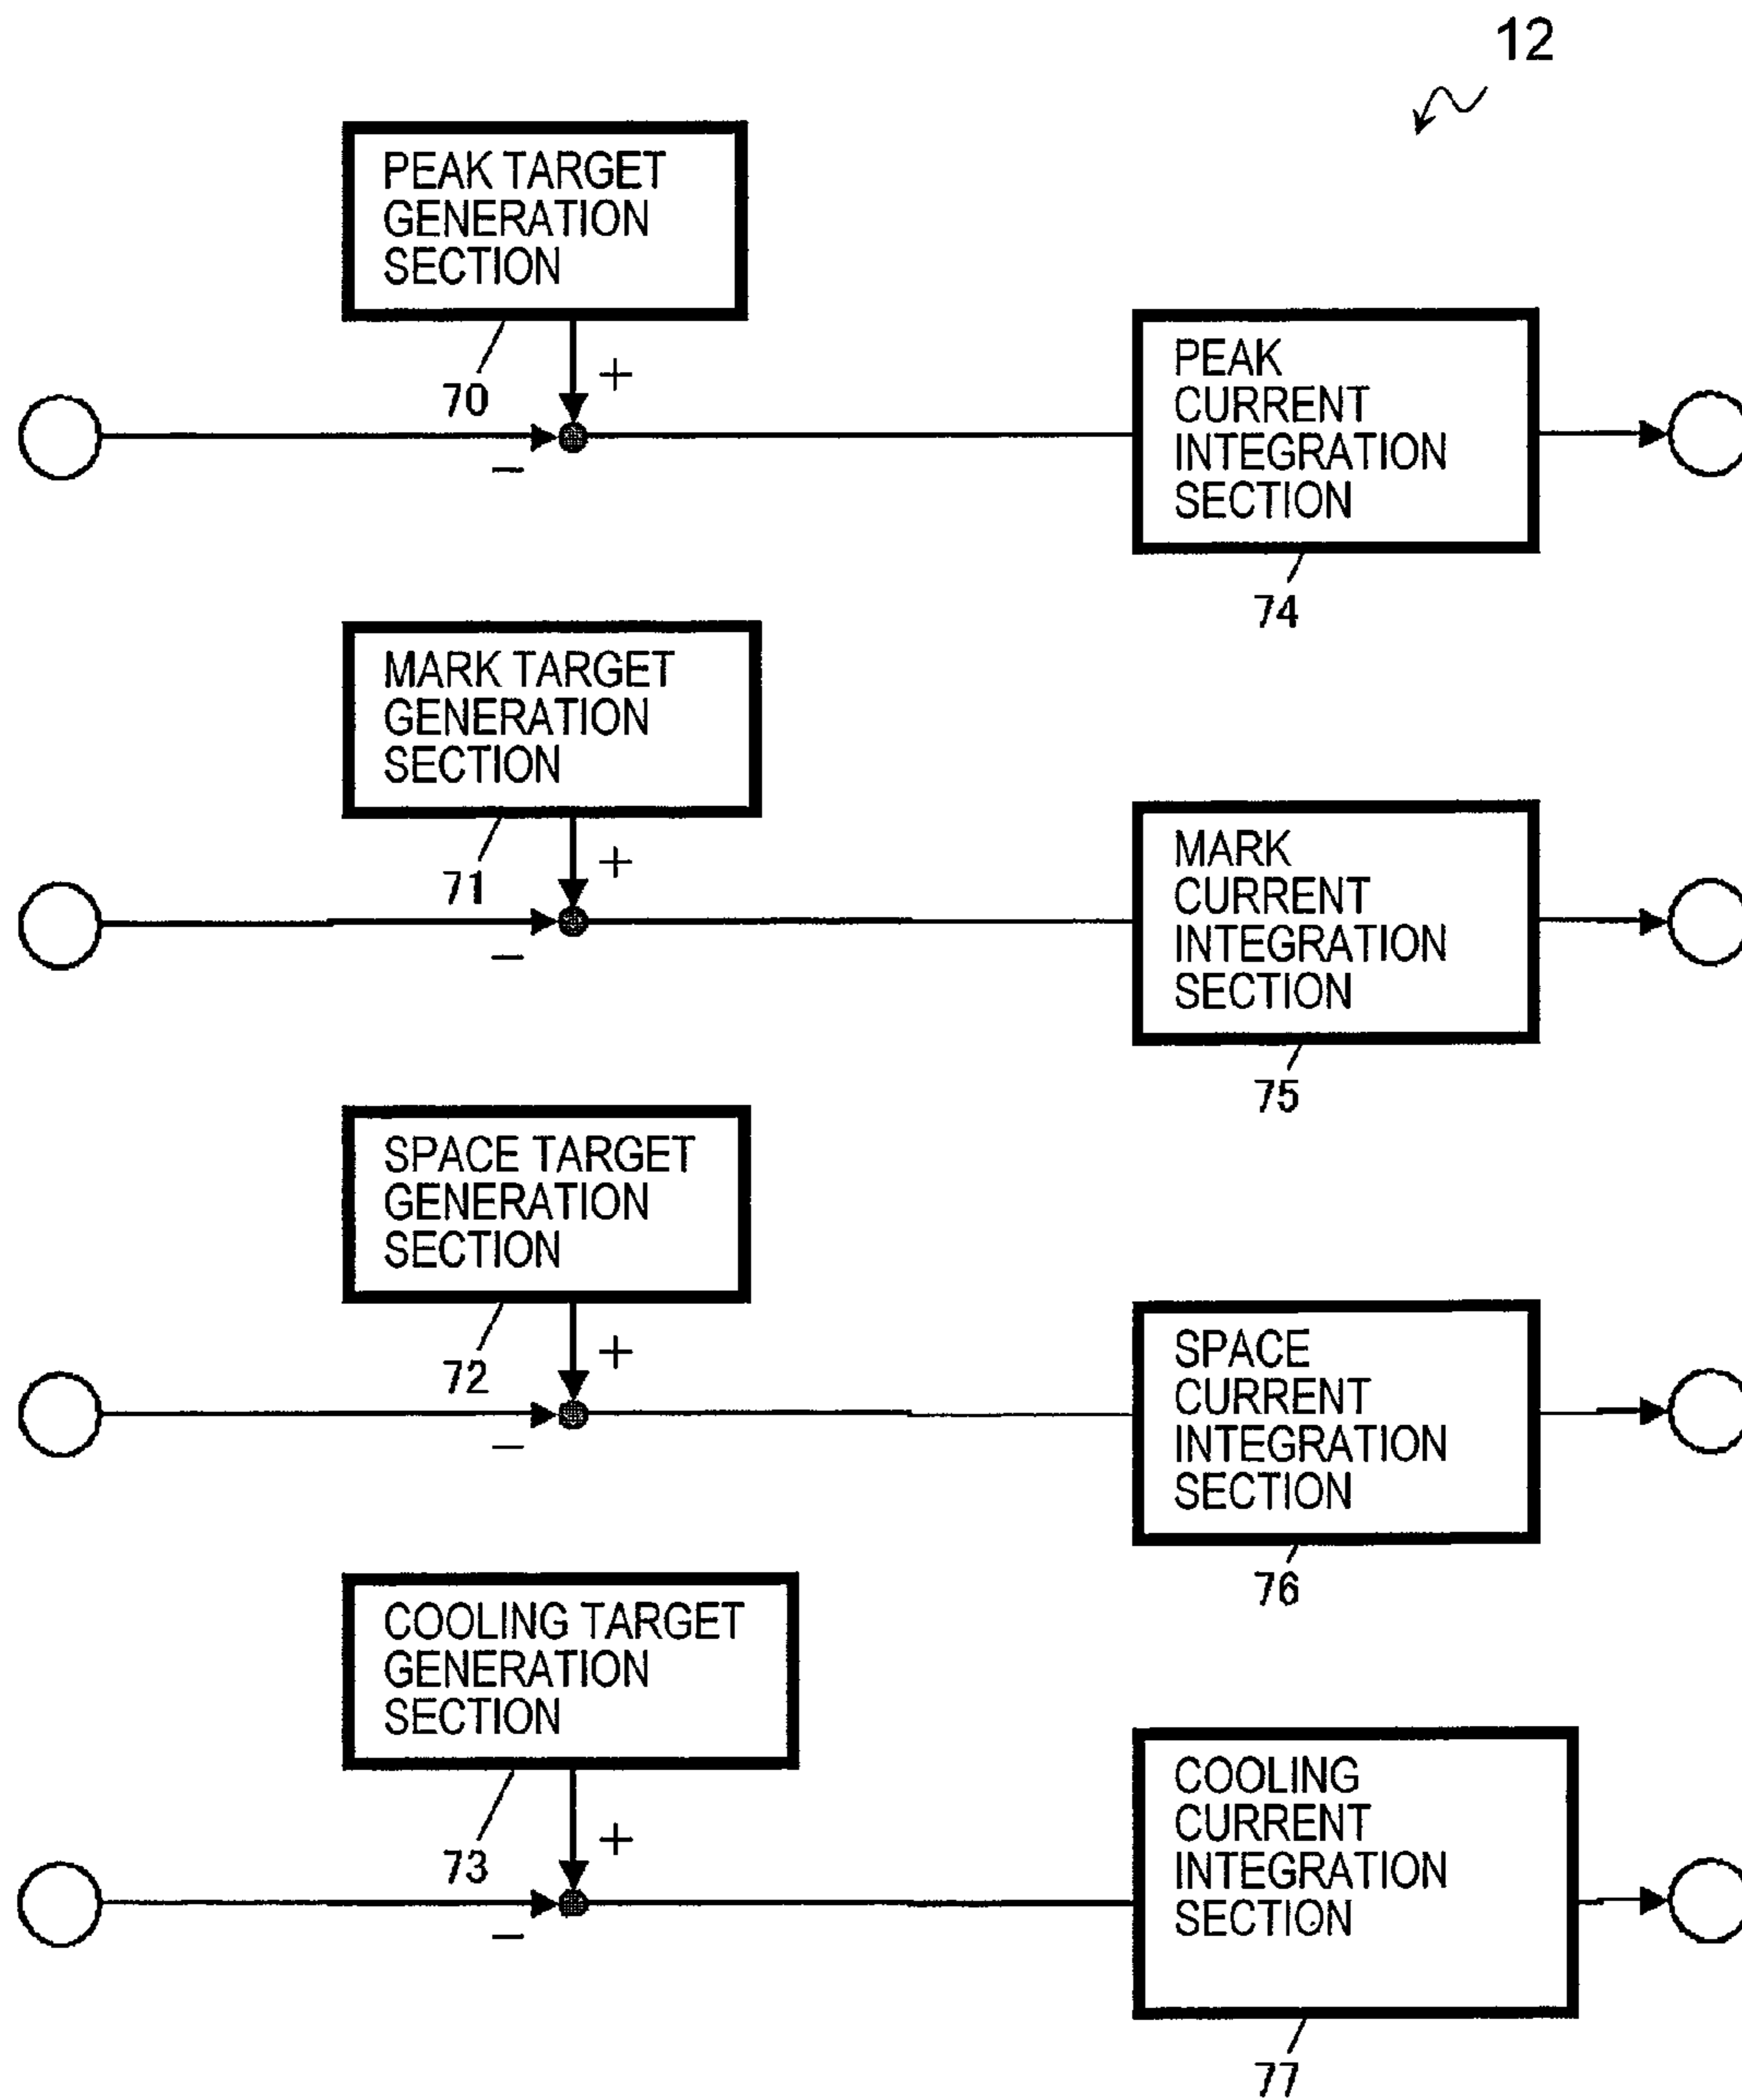 12
PEAK TARGET
GENERATION
SECTION
70
+
−
PEAK
CURRENT
INTEGRATION
SECTION
74
MARK TARGET
GENERATION
SECTION
71
+
−
MARK
CURRENT
INTEGRATION
SECTION
75
SPACE TARGET
GENERATION
SECTION
72
+
−
SPACE
CURRENT
INTEGRATION
SECTION
76
COOLING TARGET
GENERATION
SECTION
73
+
−
COOLING
CURRENT
INTEGRATION
SECTION
77